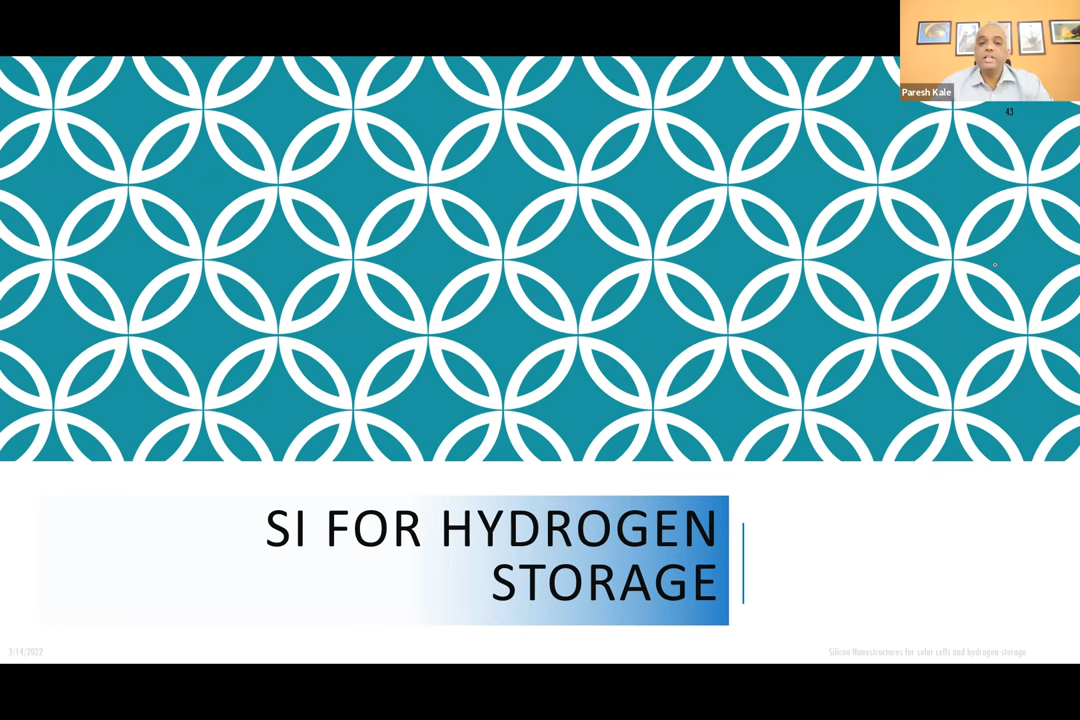 Paresh Kale
43
SI FOR HYDROGEN
STORAGE
3/14/2022
Silicon Nanostructures for solar cells and hydrogen storage